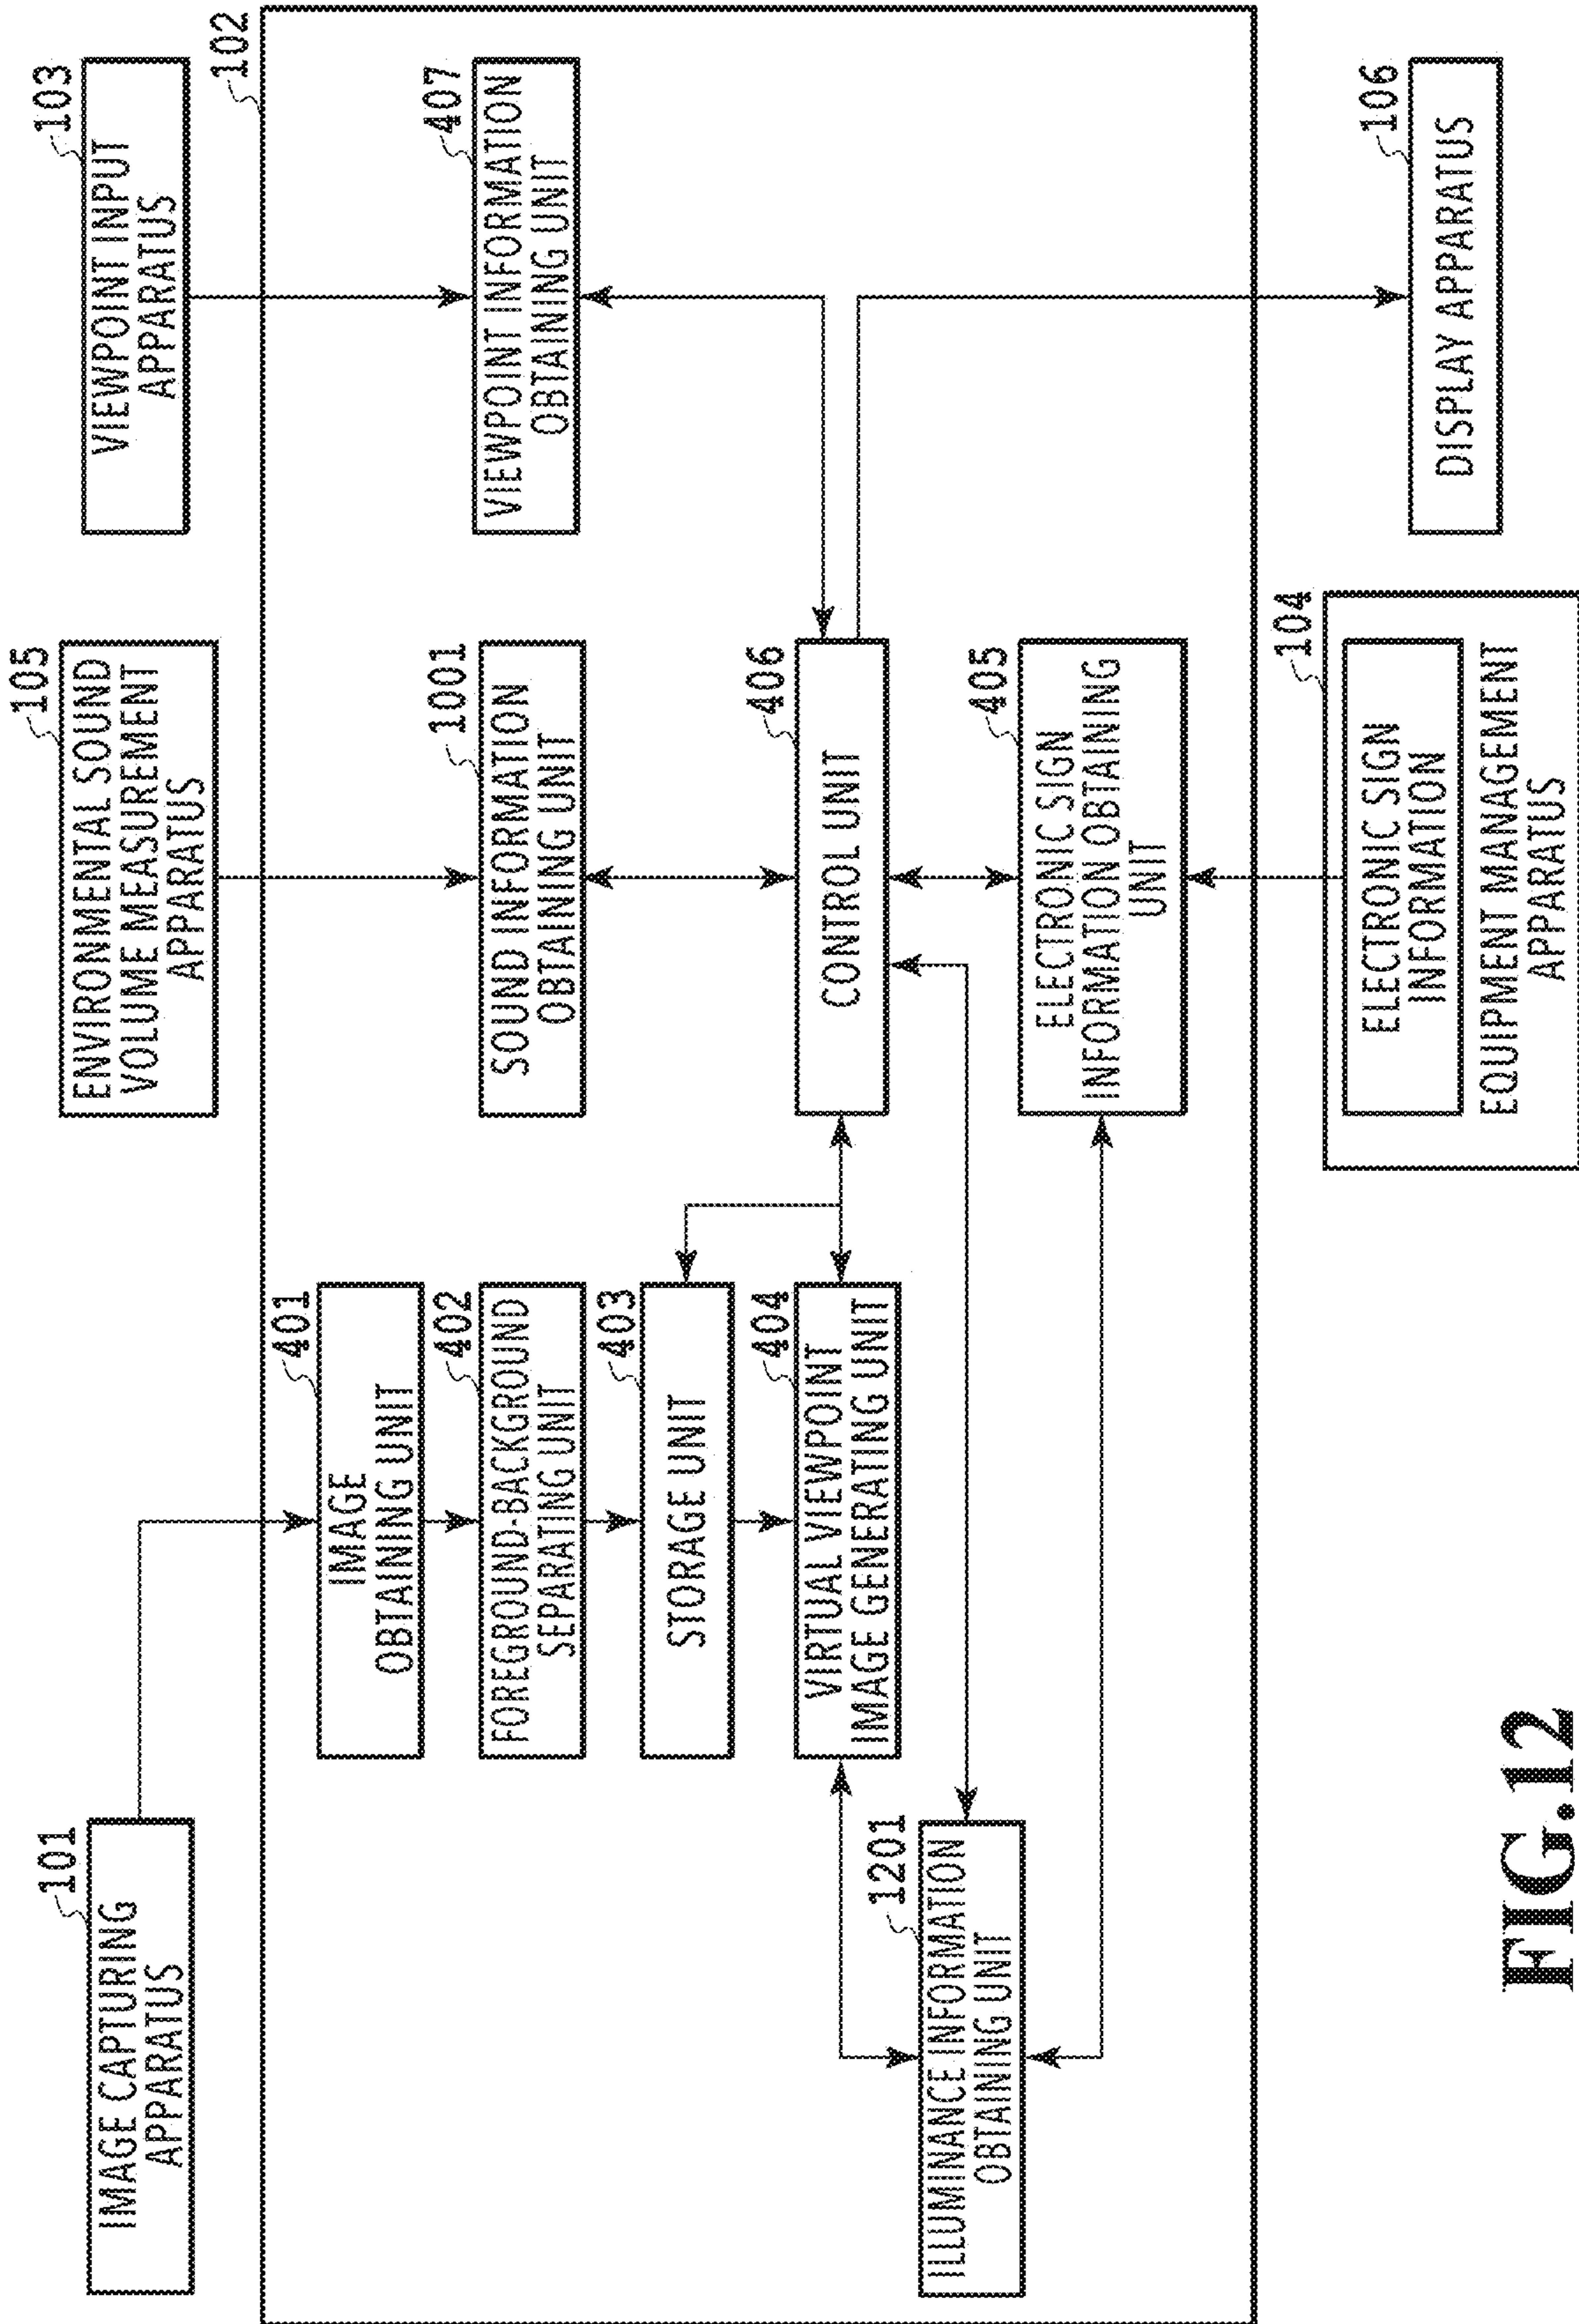 101
IMAGE CAPTURING
APPARATUS
105
ENVIRONMENTAL SOUND
VOLUME MEASUREMENT
APPARATUS
103
VIEWPOINT INPUT
APPARATUS
102
401
IMAGE
OBTAINING UNIT
402
FOREGROUND-BACKGROUND
SEPARATING UNIT
403
STORAGE UNIT
404
VIRTUAL VIEWPOINT
IMAGE GENERATING UNIT
1001
SOUND INFORMATION
OBTAINING UNIT
407
VIEWPOINT INFORMATION
OBTAINING UNIT
406
CONTROL UNIT
1201
ILLUMINANCE INFORMATION
OBTAINING UNIT
405
ELECTRONIC SIGN
INFORMATION OBTAINING
UNIT
104
ELECTRONIC SIGN
INFORMATION
EQUIPMENT MANAGEMENT
APPARATUS
106
DISPLAY APPARATUS
FIG.12